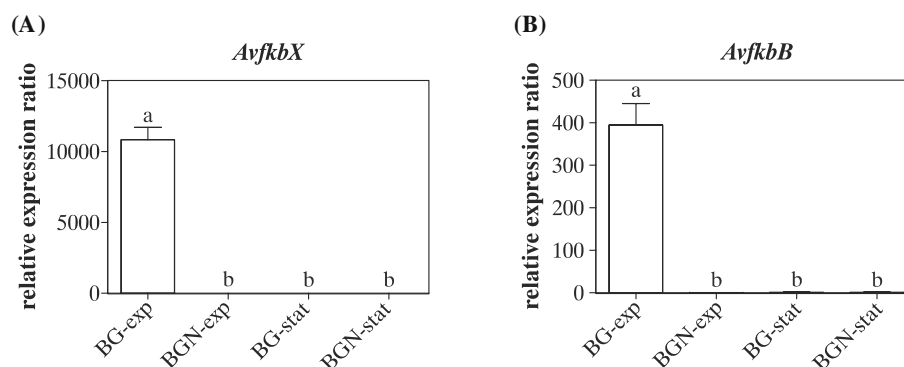 (A)
AvfkbX
relative expression ratio
15000
10000
5000
0
a
b
b
b
BG-exp
BGN-exp
BG-stat
BGN-stat
(B)
AvfkbB
relative expression ratio
500
400
300
200
100
0
a
b
b
b
BG-exp
BGN-exp
BG-stat
BGN-stat